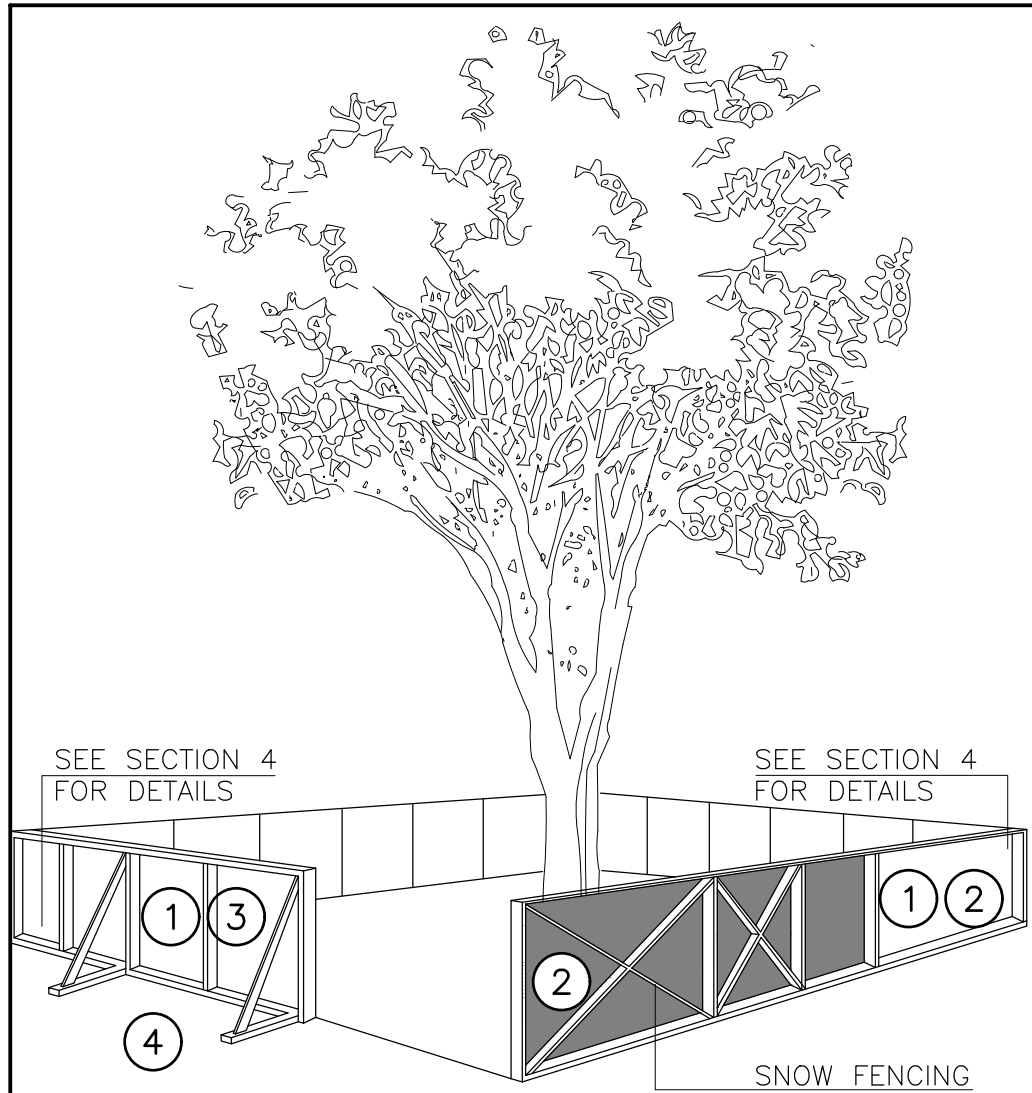 SEE SECTION 4
FOR DETAILS
SEE SECTION 4
FOR DETAILS
1 3
1 2
2
4
SNOW FENCING